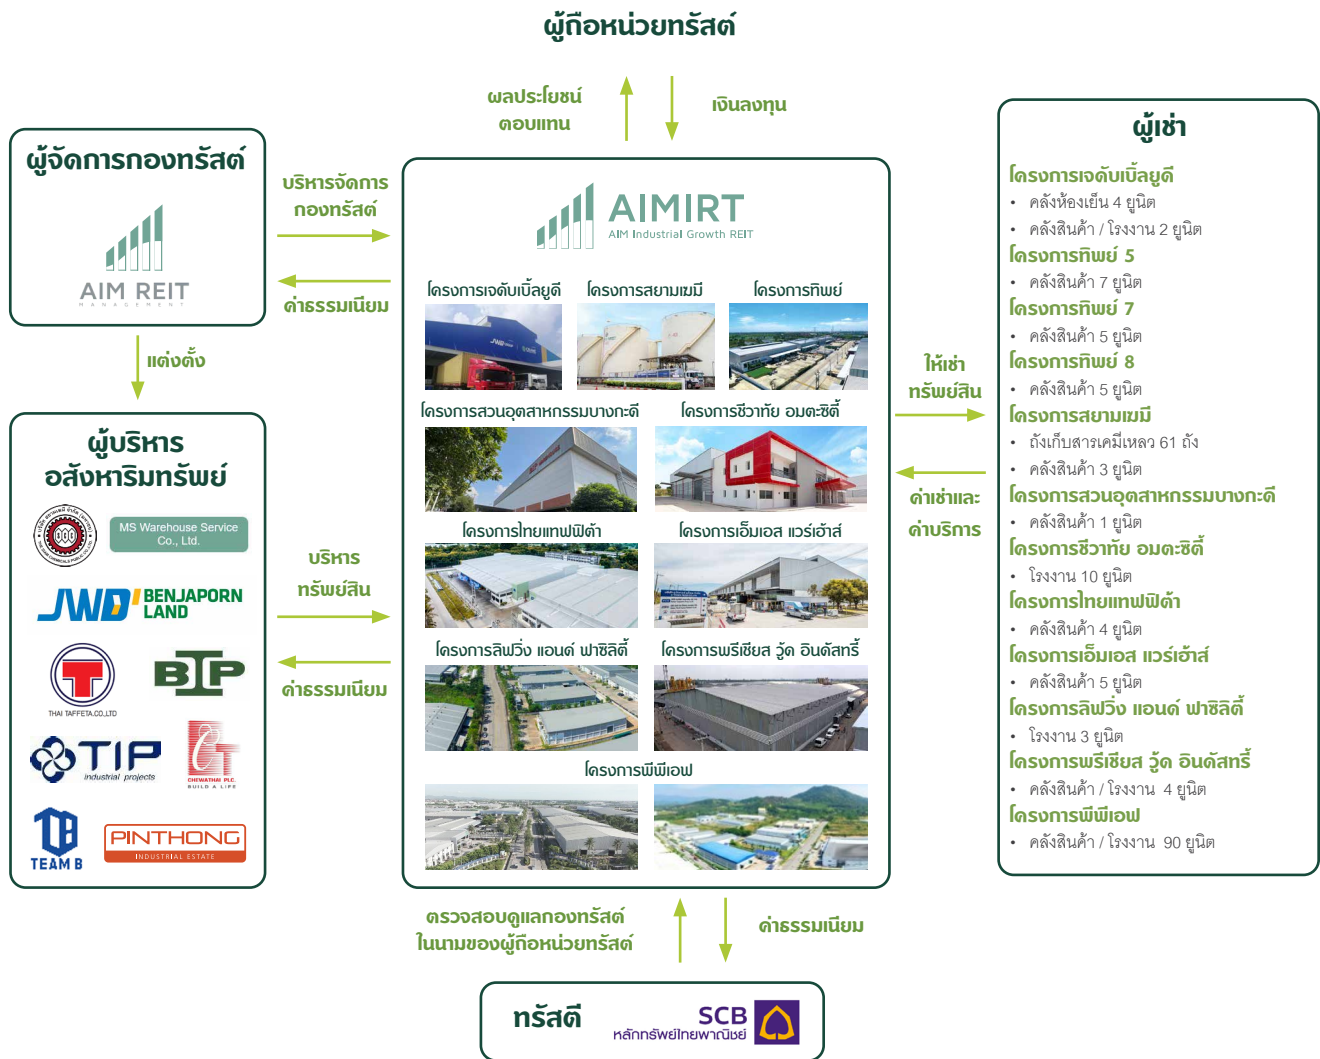 ผู้ถือหน่วยทรัสต์
ผลประโยชน์
ตอบแทน
เงินลงทุน
ผู้จัดการกองทรัสต์
AIM REIT
MANAGEMENT
บริหารจัดการ
กองทรัสต์
ค่าธรรมเนียม
แต่งตั้ง
ผู้บริหาร
อสังหาริมทรัพย์
MS Warehouse Service
Co., Ltd.
JWD
BENJAPORN
LAND
THAI TAFFETA.CO.,LTD
BIP
TIP
industrial projects
CHEWATHAI PLC.
BUILD A LIFE
TEAM B
PINTHONG
INDUSTRIAL ESTATE
บริหาร
ทรัพย์สิน
ค่าธรรมเนียม
AIMIRT
AIM Industrial Growth REIT
โครงการเจดับเบิ้ลยูดี
โครงการสยามเฆมี
โครงการทิพย์
JWD
โครงการสวนอุตสาหกรรมบางกะดี
โครงการชีวาทัย อมตะซิตี้
โครงการไทยแทฟฟิต้า
โครงการเอ็มเอส แวร์เฮ้าส์
โครงการลิฟวิ่ง แอนด์ ฟาซิลิตี้
โครงการพรีเชียส วู้ด อินดัสทรี้
โครงการพีพีเอฟ
ให้เช่า
ทรัพย์สิน
ค่าเช่าและ
ค่าบริการ
ผู้เช่า
โครงการเจดับเบิ้ลยูดี
• คลังห้องเย็น 4 ยูนิต
• คลังสินค้า / โรงงาน 2 ยูนิต
โครงการทิพย์ 5
• คลังสินค้า 7 ยูนิต
โครงการทิพย์ 7
• คลังสินค้า 5 ยูนิต
โครงการทิพย์ 8
• คลังสินค้า 5 ยูนิต
โครงการสยามเฆมี
• ถังเก็บสารเคมีเหลว 61 ถัง
• คลังสินค้า 3 ยูนิต
โครงการสวนอุตสาหกรรมบางกะดี
• คลังสินค้า 1 ยูนิต
โครงการชีวาทัย อมตะซิตี้
• โรงงาน 10 ยูนิต
โครงการไทยแทฟฟิต้า
• คลังสินค้า 4 ยูนิต
โครงการเอ็มเอส แวร์เฮ้าส์
• คลังสินค้า 5 ยูนิต
โครงการลิฟวิ่ง แอนด์ ฟาซิลิตี้
• โรงงาน 3 ยูนิต
โครงการพรีเชียส วู้ด อินดัสทรี้
• คลังสินค้า / โรงงาน 4 ยูนิต
โครงการพีพีเอฟ
• คลังสินค้า / โรงงาน 90 ยูนิต
ตรวจสอบดูแลกองทรัสต์
ในนามของผู้ถือหน่วยทรัสต์
ค่าธรรมเนียม
ทรัสตี
SCB
หลักทรัพย์ไทยพาณิชย์